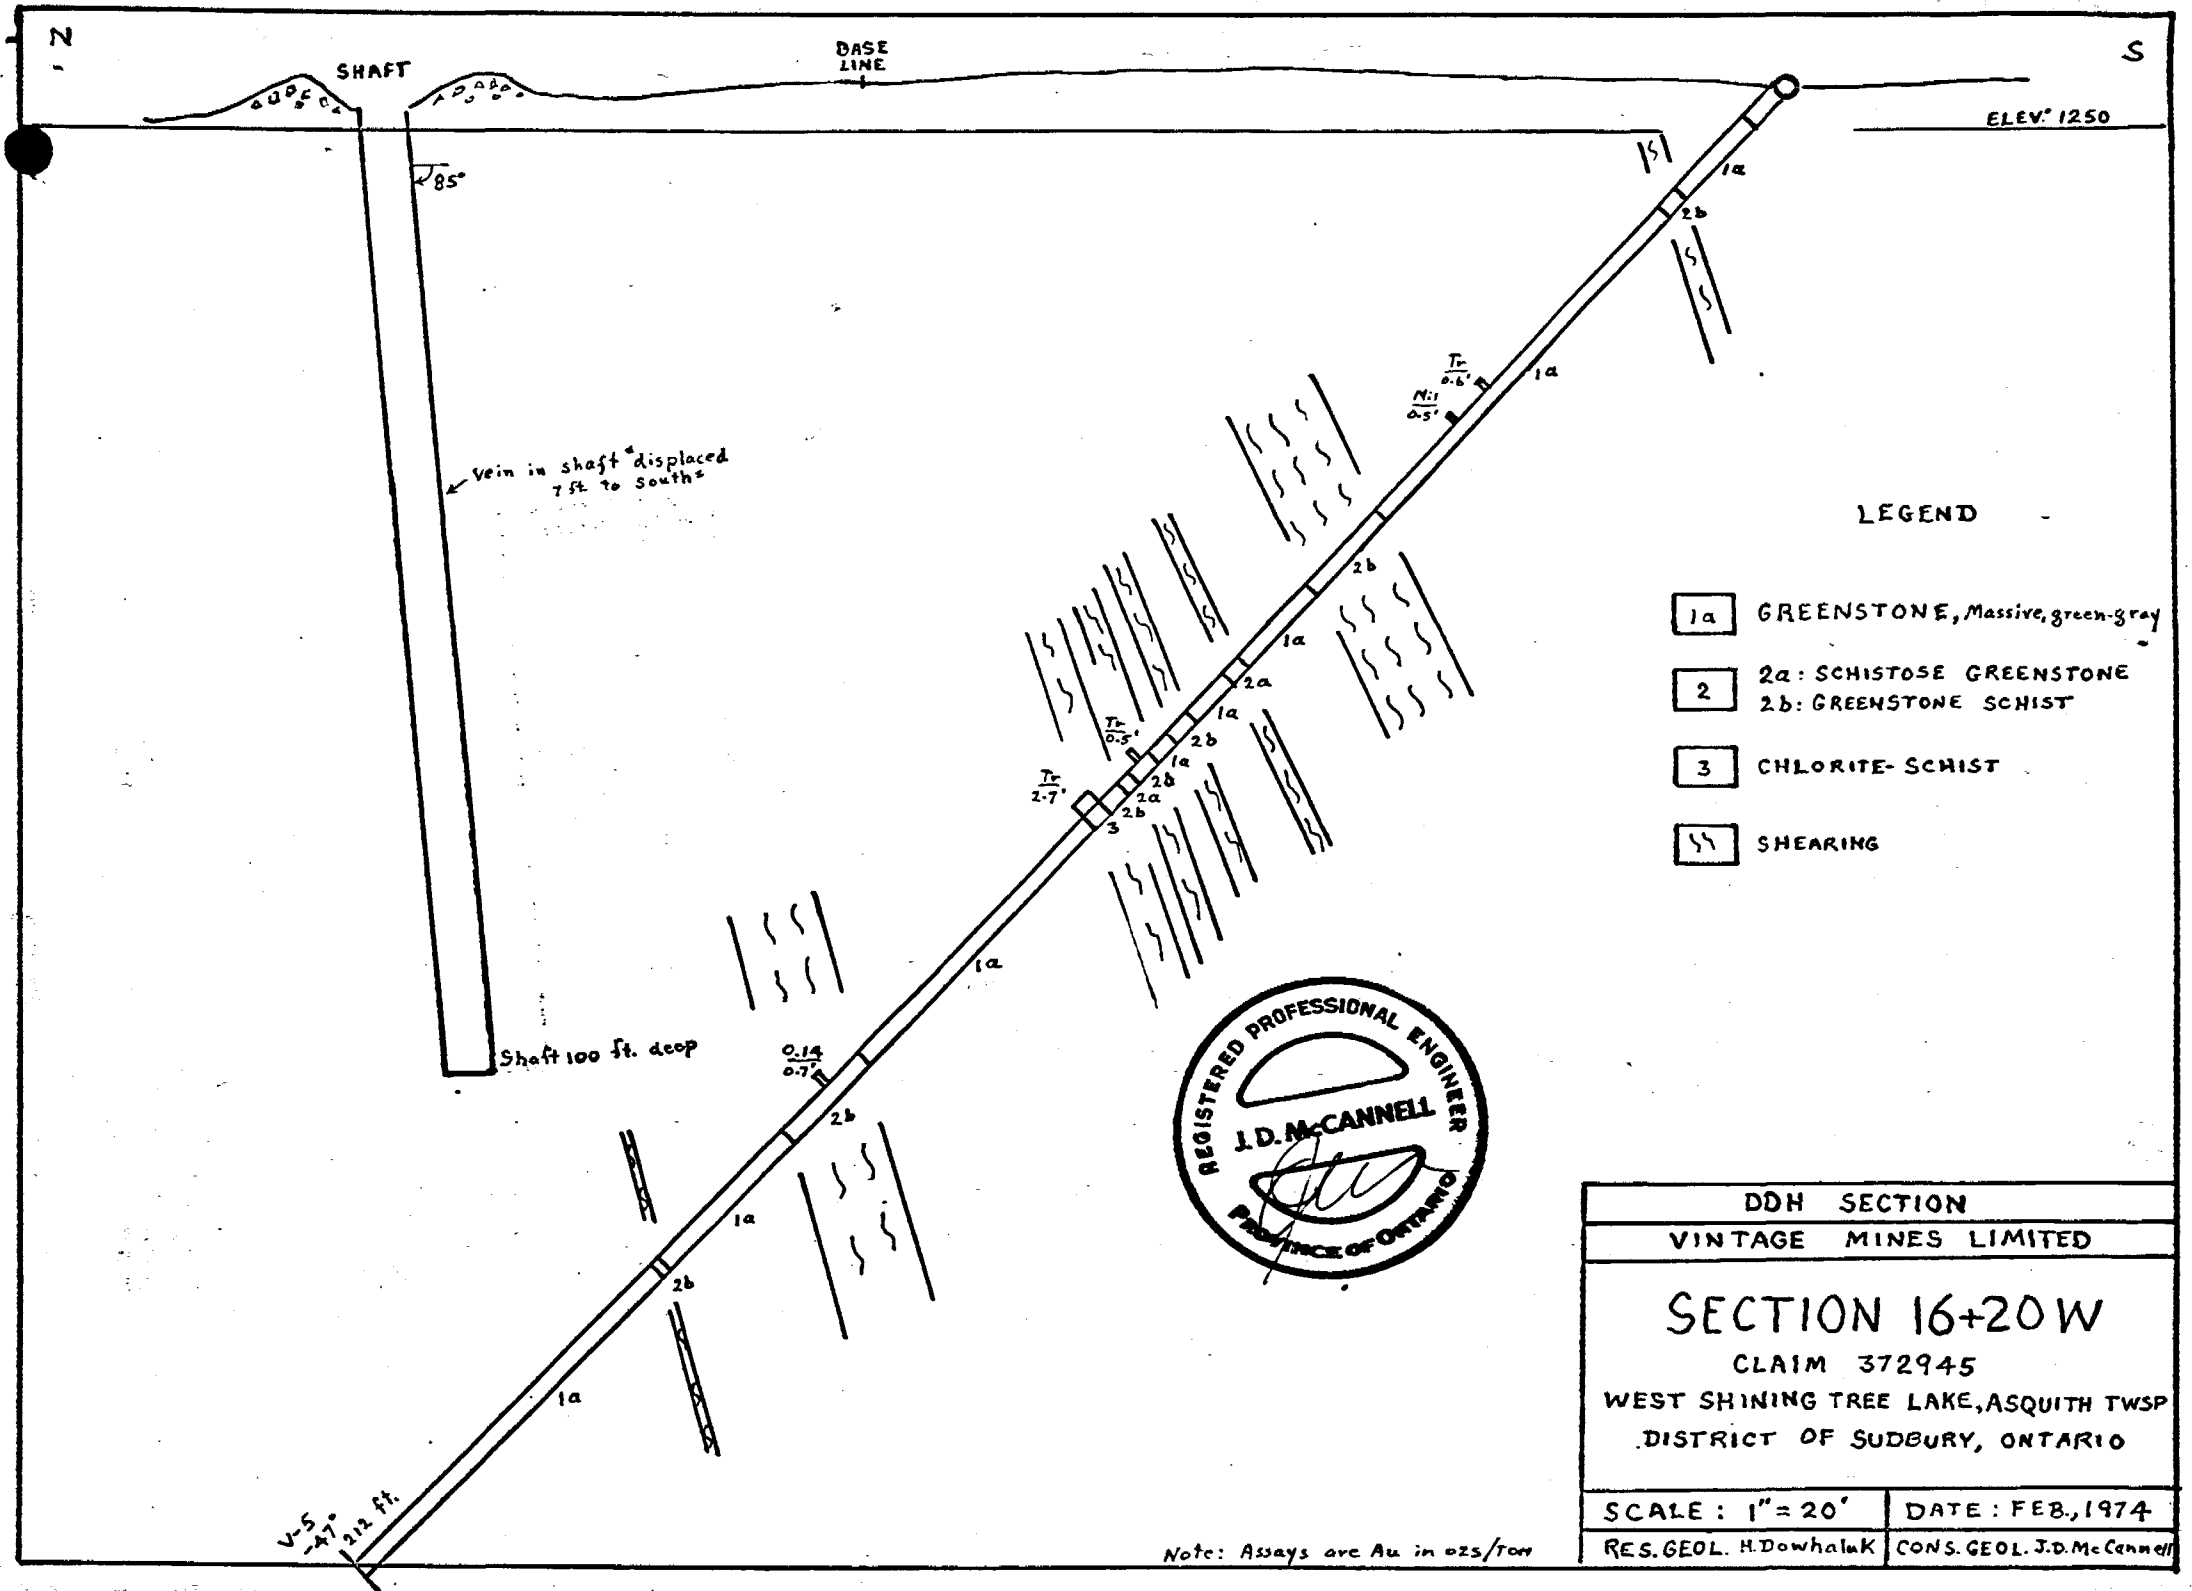 N
S
SHAFT
BASE
LINE
ELEV. 1250
85°
1a
2b
1a
Tr
0.6'
Nil
0.5'
vein in shaft "displaced
7 ft to south"
2b
1a
2a
1a
2b
1a
2b
2a
2b
3
Tr
0.5'
Tr
2.7'
1a
Shaft 100 ft. deep
0.14
0.7'
2b
1a
2b
1a
V-5
-47°
212 ft.
LEGEND
1a GREENSTONE, Massive, green-gray
2 2a: SCHISTOSE GREENSTONE
2b: GREENSTONE SCHIST
3 CHLORITE-SCHIST
SHEARING
REGISTERED PROFESSIONAL ENGINEER
J.D. McCANNELL
PROVINCE OF ONTARIO
Note: Assays are Au in ozs/Ton
DDH SECTION
VINTAGE MINES LIMITED
SECTION 16+20W
CLAIM 372945
WEST SHINING TREE LAKE, ASQUITH TWSP
DISTRICT OF SUDBURY, ONTARIO
SCALE: 1" = 20' DATE: FEB., 1974
RES. GEOL. H. Dowhaluk CONS. GEOL. J.D. McCannell